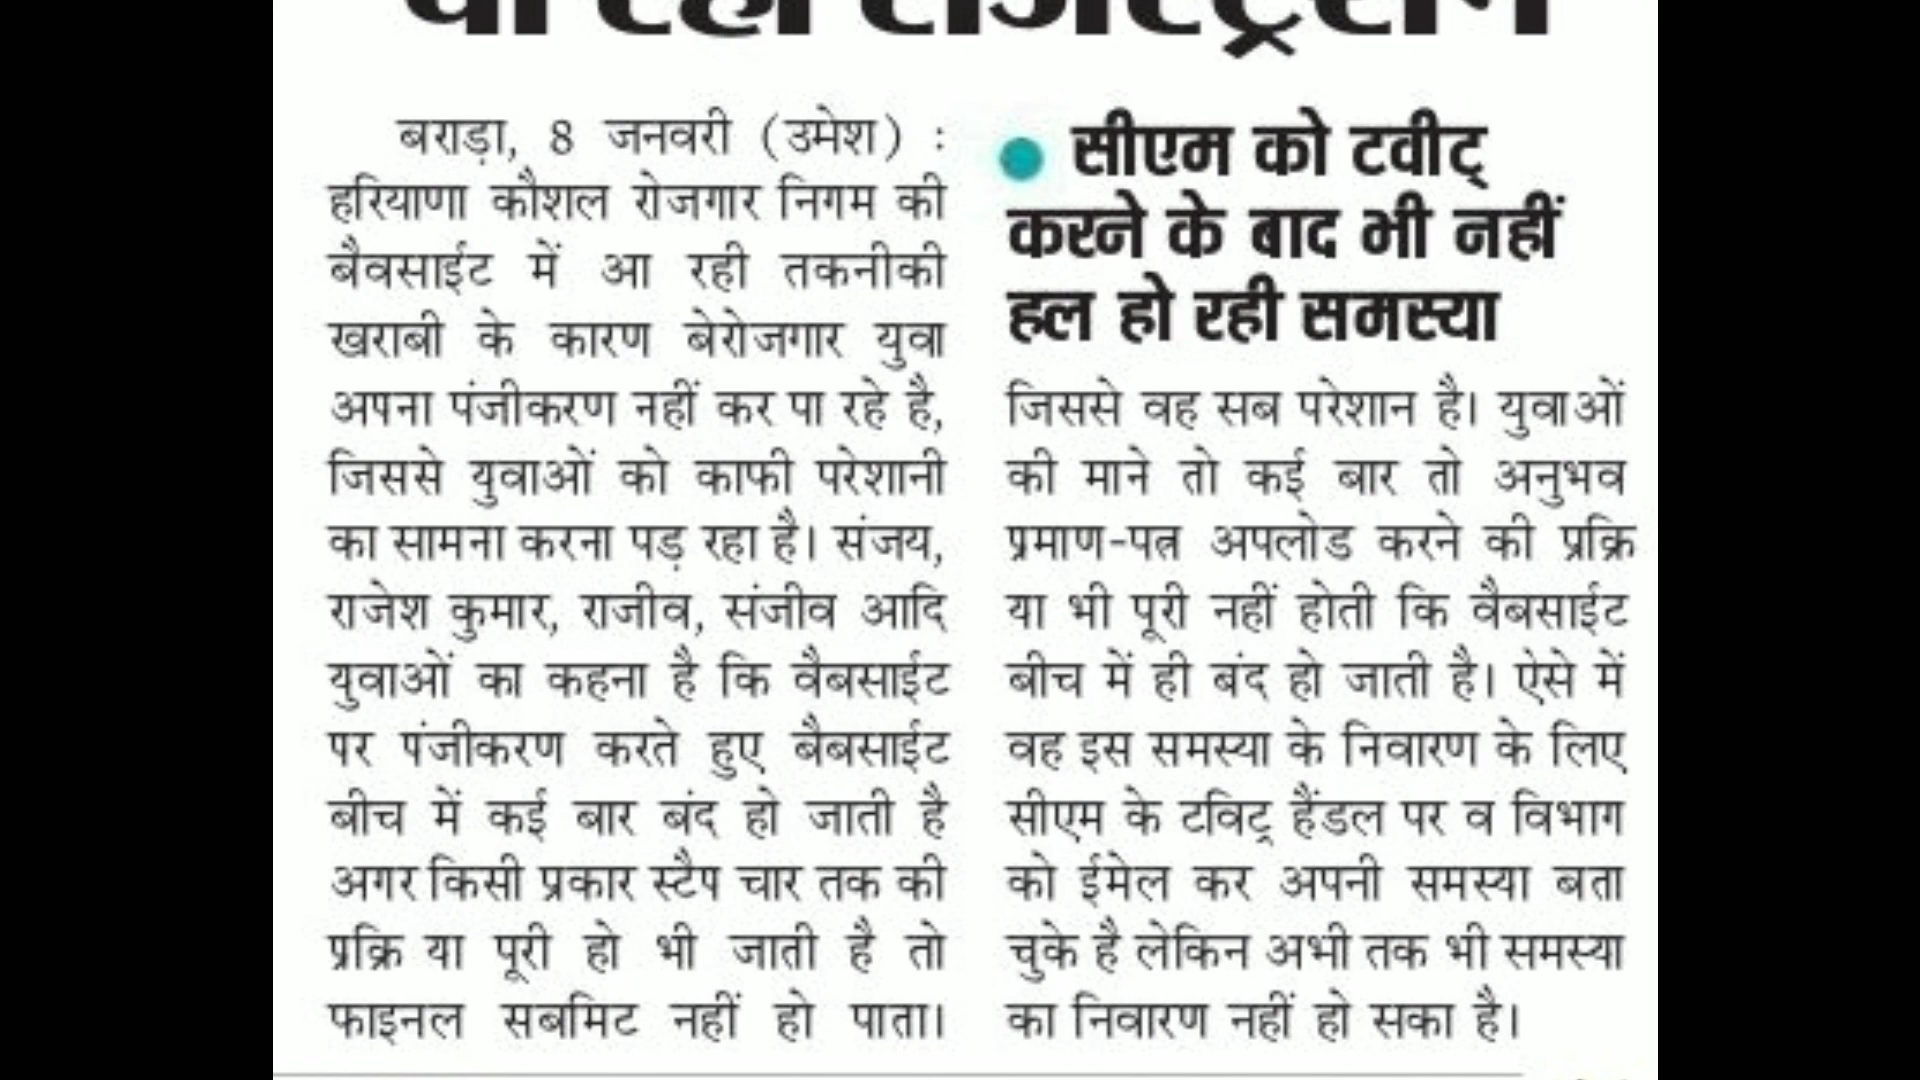 बराड़ा, 8 जनवरी (उमेश) :
हरियाणा कौशल रोजगार निगम की
बैवसाईट में आ रही तकनीकी
खराबी के कारण बेरोजगार युवा
अपना पंजीकरण नहीं कर पा रहे है,
जिससे युवाओं को काफी परेशानी
का सामना करना पड़ रहा है। संजय,
राजेश कुमार, राजीव, संजीव आदि
युवाओं का कहना है कि वैबसाईट
पर पंजीकरण करते हुए बैबसाईट
बीच में कई बार बंद हो जाती है
अगर किसी प्रकार स्टैप चार तक की
प्रक्रि या पूरी हो भी जाती है तो
फाइनल सबमिट नहीं हो पाता।
● सीएम को टवीट्
करने के बाद भी नहीं
हल हो रही समस्या
जिससे वह सब परेशान है। युवाओं
की माने तो कई बार तो अनुभव
प्रमाण-पत्र अपलोड करने की प्रक्रि
या भी पूरी नहीं होती कि वैबसाईट
बीच में ही बंद हो जाती है। ऐसे में
वह इस समस्या के निवारण के लिए
सीएम के टविट्र हैंडल पर व विभाग
को ईमेल कर अपनी समस्या बता
चुके है लेकिन अभी तक भी समस्या
का निवारण नहीं हो सका है।